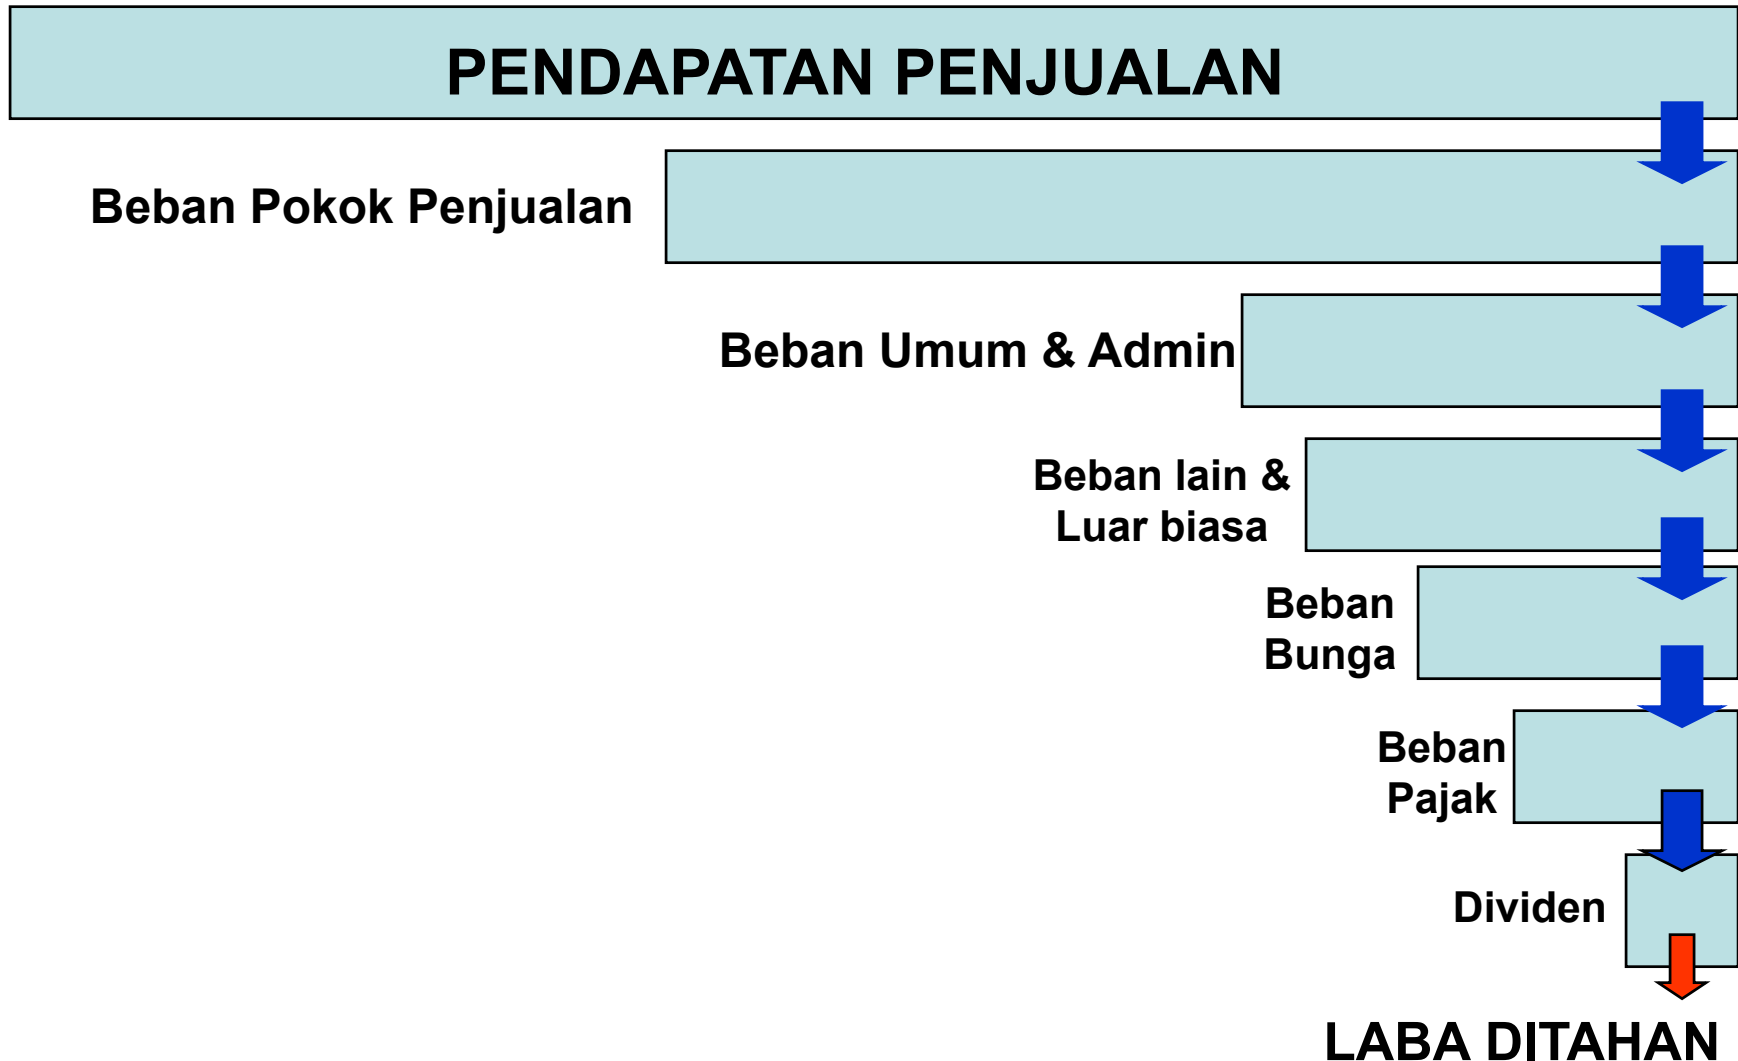 PENDAPATAN PENJUALAN
Beban Pokok Penjualan
Beban Umum & Admin
Beban lain &
Luar biasa
Beban
Bunga
Beban
Pajak
Dividen
LABA DITAHAN